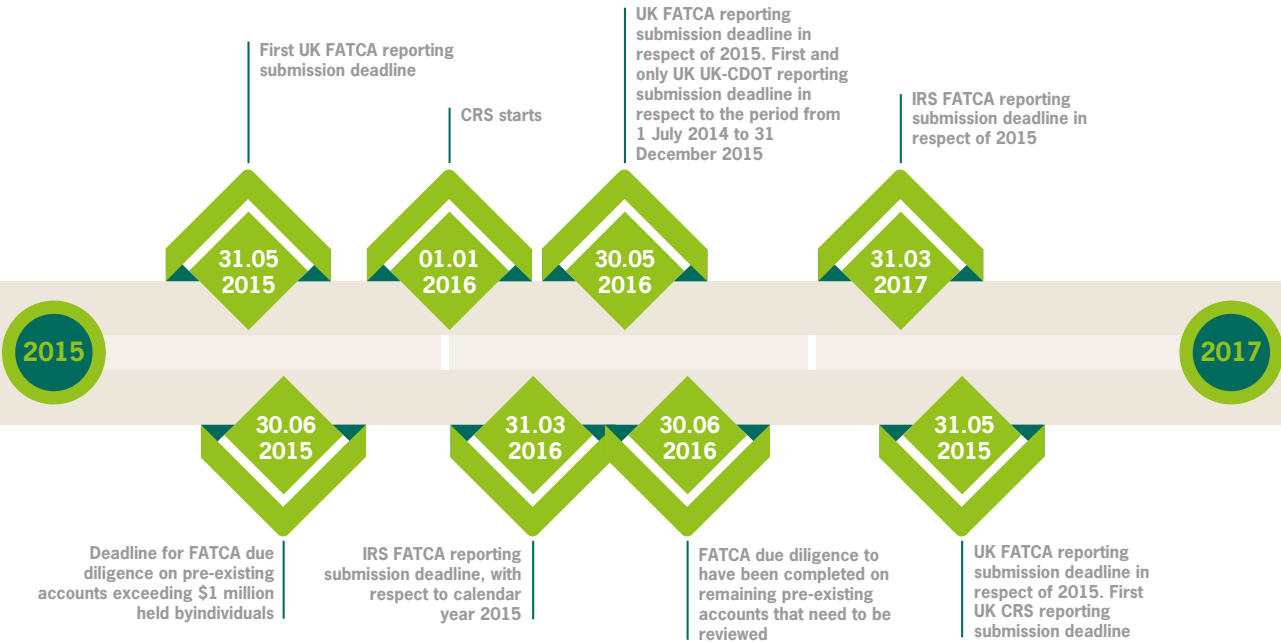 First UK FATCA reporting
submission deadline
CRS starts
UK FATCA reporting
submission deadline in
respect of 2015. First and
only UK UK-CDOT reporting
submission deadline in
respect to the period from
1 July 2014 to 31
December 2015
IRS FATCA reporting
submission deadline in
respect of 2015
31.05
2015
01.01
2016
30.05
2016
31.03
2017
2015
2017
30.06
2015
31.03
2016
30.06
2016
31.05
2015
Deadline for FATCA due
diligence on pre-existing
accounts exceeding $1 million
held byindividuals
IRS FATCA reporting
submission deadline, with
respect to calendar
year 2015
FATCA due diligence to
have been completed on
remaining pre-existing
accounts that need to be
reviewed
UK FATCA reporting
submission deadline in
respect of 2015. First
UK CRS reporting
submission deadline